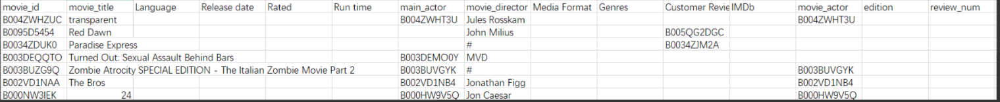 movie_id movie_title Language Release date Rated Run time main_actor movie_director Media Format Genres Customer Revie IMDb movie_actor edition review_num
B004ZWHZUC transparent B004ZWHT3U Jules Rosskam B004ZWHT3U
B0095D5454 Red Dawn John Milius B005QG2DGC
B0034ZDUK0 Paradise Express # B0034ZJM2A
B003DEQQTO Turned Out: Sexual Assault Behind Bars B003DEMO0Y MVD
B003BUZG9Q Zombie Atrocity SPECIAL EDITION - The Italian Zombie Movie Part 2 B003BUVGYK # B003BUVGYK
B002VD1NAA The Bros B002VD1NB4 Jonathan Figg B002VD1NB4
B000NW3IEK 24 B000HW9V5Q Jon Caesar B000HW9V5Q